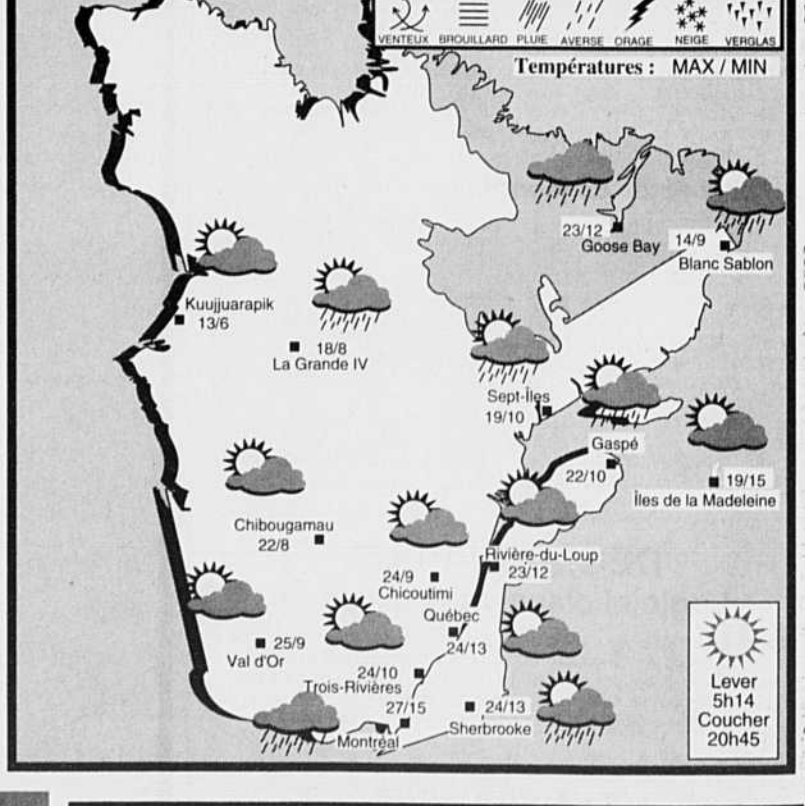 VENTEUX BROUILLARD PLUIE AVERSE ORAGE NEIGE VERGLAS
Températures : MAX / MIN
23/12
Goose Bay
14/9
Blanc Sablon
Kuujjuarapik
13/6
18/8
La Grande IV
Sept-Îles
19/10
Gaspé
22/10
19/15
Îles de la Madeleine
Chibougamau
22/8
Rivière-du-Loup
23/12
24/9
Chicoutimi
Québec
24/13
25/9
Val d'Or
24/10
Trois-Rivières
27/15
Montréal
24/13
Sherbrooke
Lever
5h14
Coucher
20h45